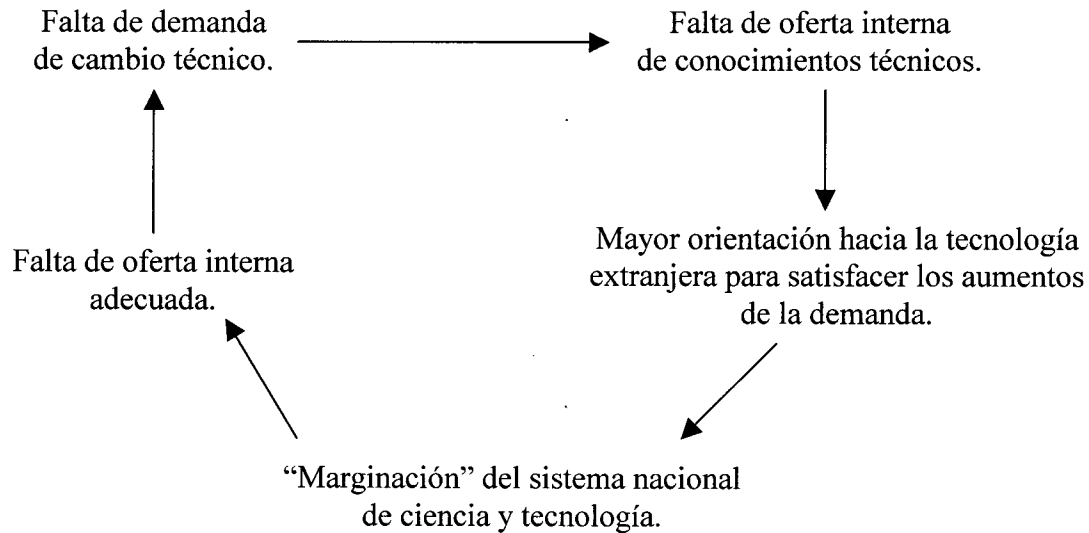 Falta de demanda
de cambio técnico.
Falta de oferta interna
de conocimientos técnicos.
Mayor orientación hacia la tecnología
extranjera para satisfacer los aumentos
de la demanda.
“Marginación” del sistema nacional
de ciencia y tecnología.
Falta de oferta interna
adecuada.